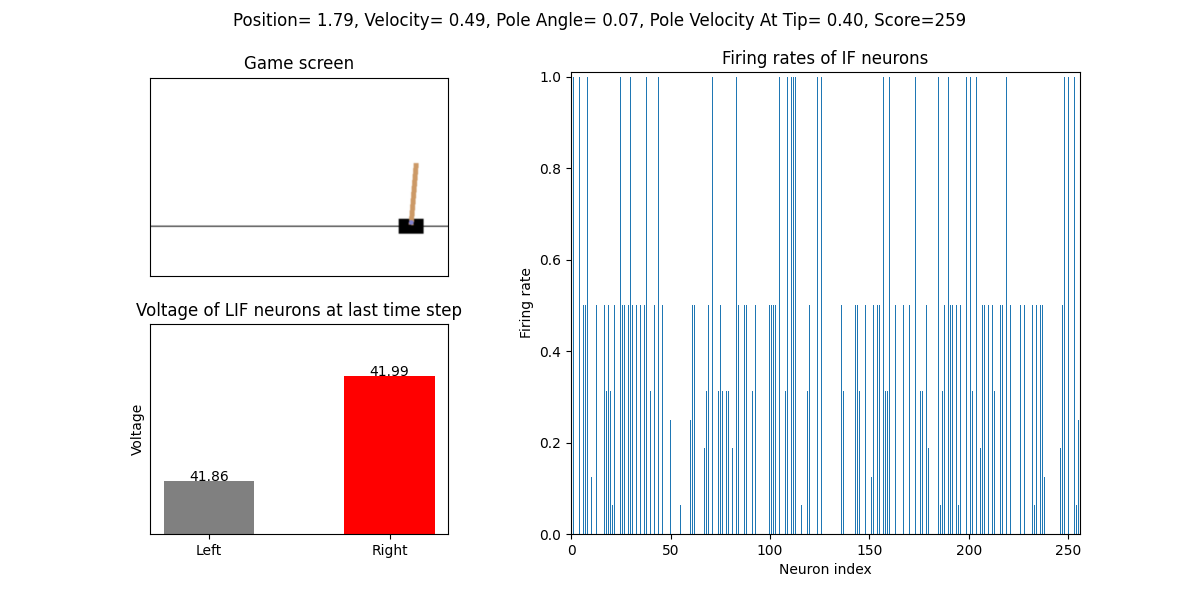 Position= 1.79, Velocity= 0.49, Pole Angle= 0.07, Pole Velocity At Tip= 0.40, Score=259
Game screen
Voltage of LIF neurons at last time step
Voltage
41.86
41.99
Left
Right
Firing rates of IF neurons
Firing rate
1.0
0.8
0.6
0.4
0.2
0.0
0
50
100
150
200
250
Neuron index